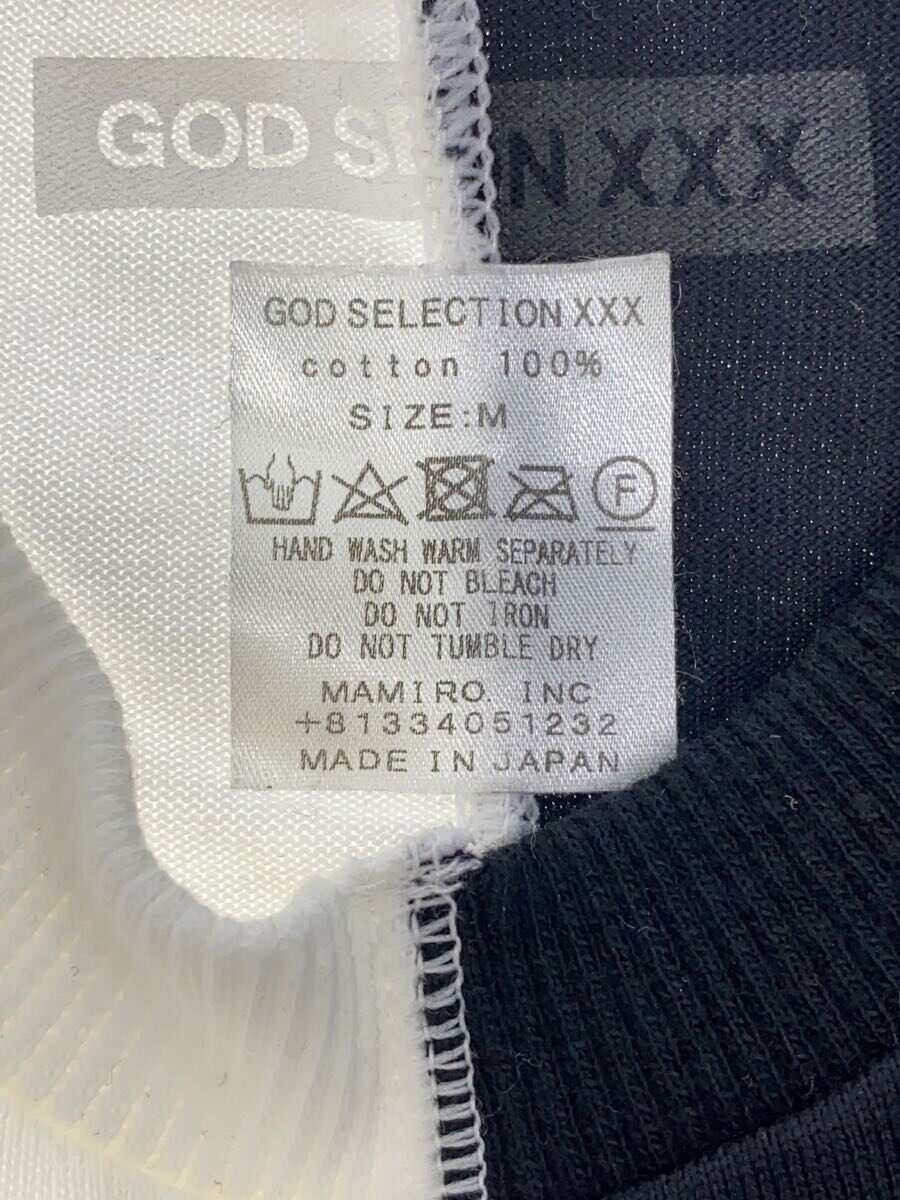 GOD SE N XXX
GOD SELECTION XXX
cotton 100%
SIZE:M
F
HAND WASH WARM SEPARATELY
DO NOT BLEACH
DO NOT IRON
DO NOT TUMBLE DRY
MAMIRO. INC
+81334051232
MADE IN JAPAN